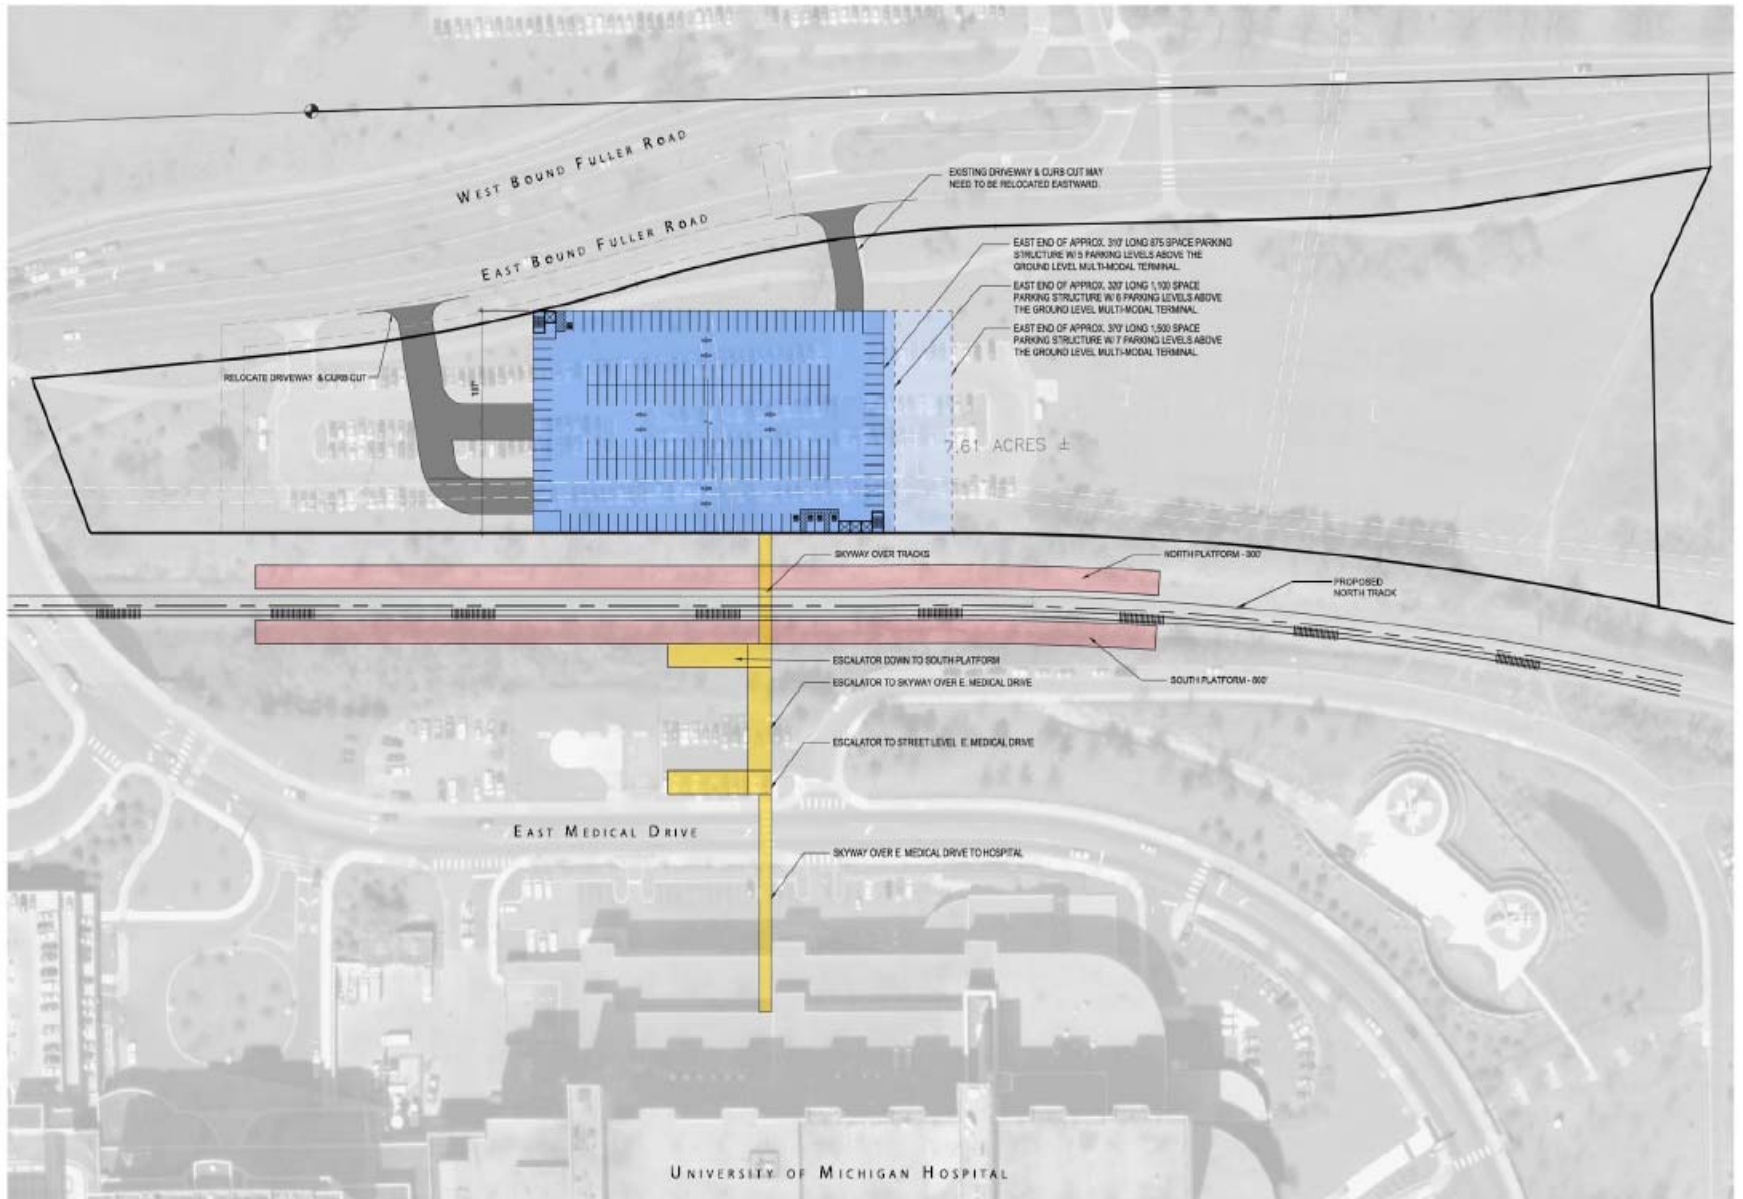 WEST BOUND FULLER ROAD
EAST BOUND FULLER ROAD
EXISTING DRIVEWAY & CURB CUT MAY
NEED TO BE RELOCATED EASTWARD.
EAST END OF APPROX. 310' LONG 875 SPACE PARKING
STRUCTURE W/ 5 PARKING LEVELS ABOVE THE
GROUND LEVEL MULTI-MODAL TERMINAL.
EAST END OF APPROX. 320' LONG 1,100 SPACE
PARKING STRUCTURE W/ 6 PARKING LEVELS ABOVE
THE GROUND LEVEL MULTI-MODAL TERMINAL.
EAST END OF APPROX. 370' LONG 1,500 SPACE
PARKING STRUCTURE W/ 7 PARKING LEVELS ABOVE
THE GROUND LEVEL MULTI-MODAL TERMINAL.
RELOCATE DRIVEWAY & CURB CUT
7.61 ACRES ±
SKYWAY OVER TRACKS
NORTH PLATFORM -
PROPOSED
NORTH TRACK
ESCALATOR DOWN TO SOUTH PLATFORM
ESCALATOR TO SKYWAY OVER E. MEDICAL DRIVE
SOUTH PLATFORM -
ESCALATOR TO STREET LEVEL E. MEDICAL DRIVE
EAST MEDICAL DRIVE
SKYWAY OVER E. MEDICAL DRIVE TO HOSPITAL
UNIVERSITY OF MICHIGAN HOSPITAL